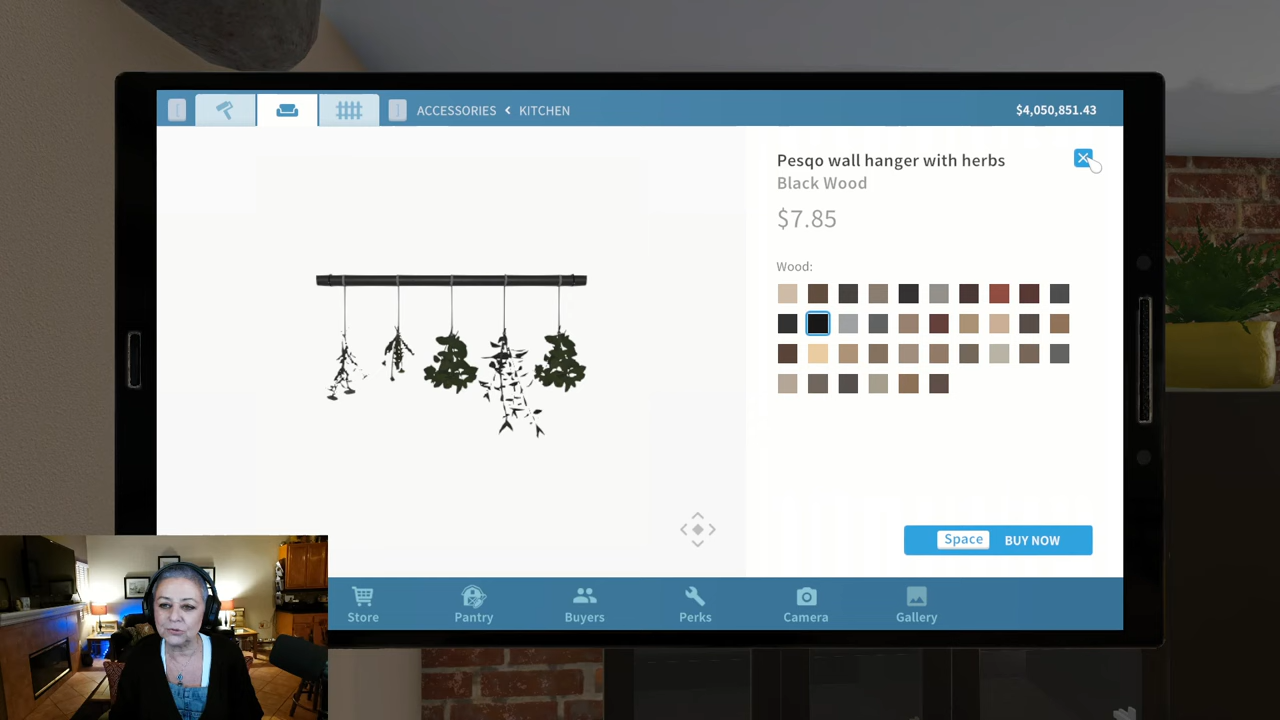 ACCESSORIES < KITCHEN
$4,050,851.43
Pesqo wall hanger with herbs
Black Wood
$7.85
Wood:
Space BUY NOW
Store Pantry Buyers Perks Camera Gallery